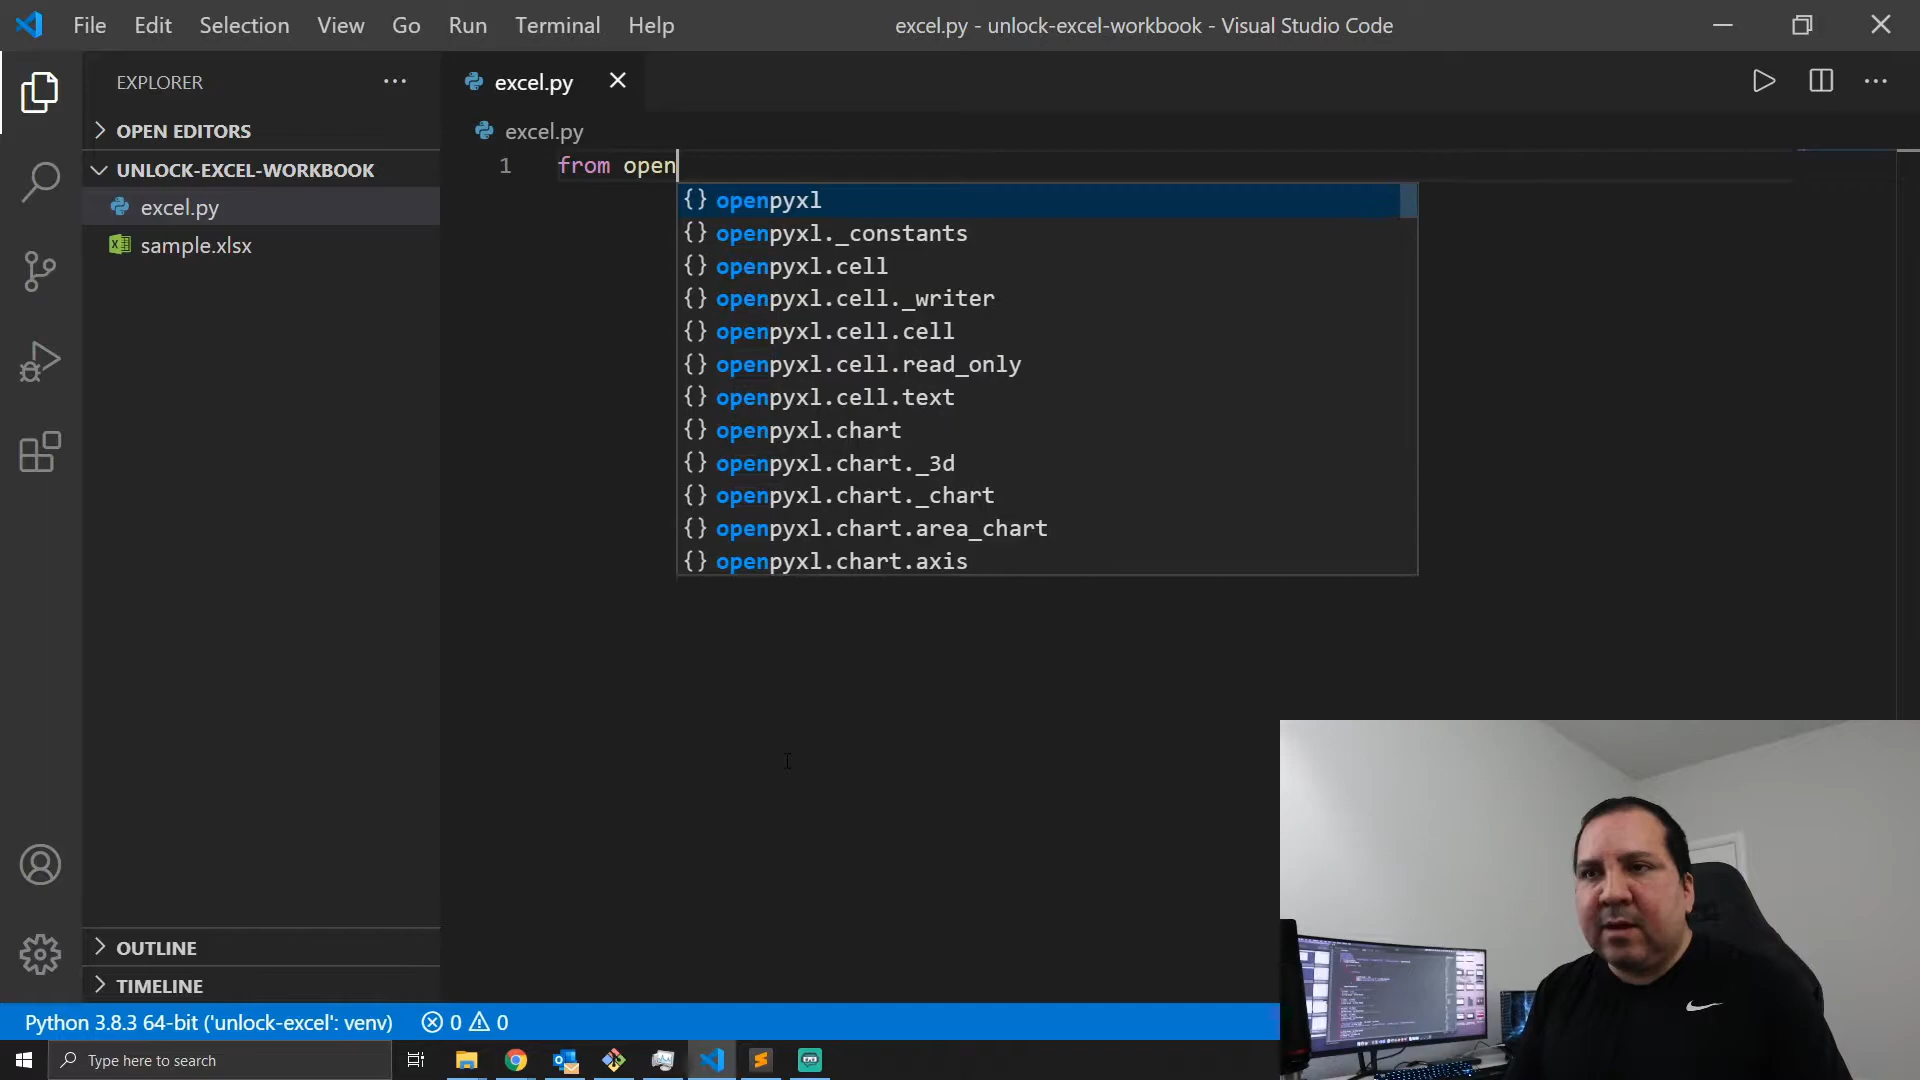 File Edit Selection View Go Run Terminal Help
excel.py - unlock-excel-workbook - Visual Studio Code
EXPLORER
OPEN EDITORS
UNLOCK-EXCEL-WORKBOOK
excel.py
sample.xlsx
OUTLINE
TIMELINE
excel.py
excel.py
1 from open
{} openpyxl
{} openpyxl._constants
{} openpyxl.cell
{} openpyxl.cell._writer
{} openpyxl.cell.cell
{} openpyxl.cell.read_only
{} openpyxl.cell.text
{} openpyxl.chart
{} openpyxl.chart._3d
{} openpyxl.chart._chart
{} openpyxl.chart.area_chart
{} openpyxl.chart.axis
Python 3.8.3 64-bit ('unlock-excel': venv) 0 0
Type here to search